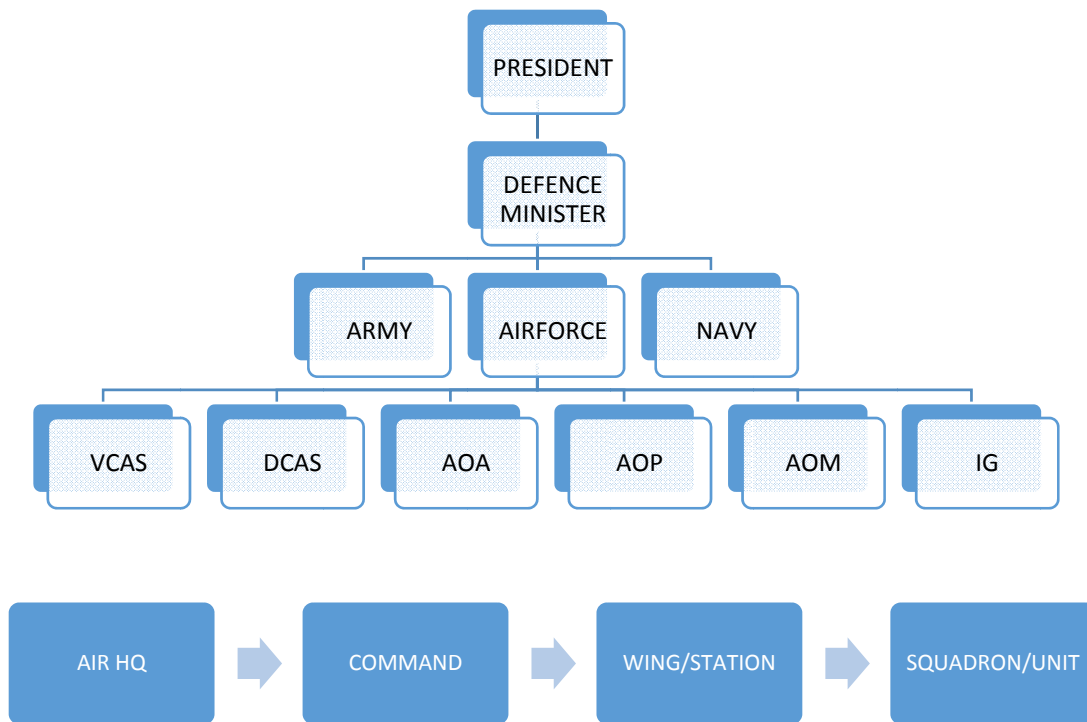 PRESIDENT
DEFENCE
MINISTER
ARMY
AIRFORCE
NAVY
VCAS
DCAS
AOA
AOP
AOM
IG
AIR HQ
COMMAND
WING/STATION
SQUADRON/UNIT